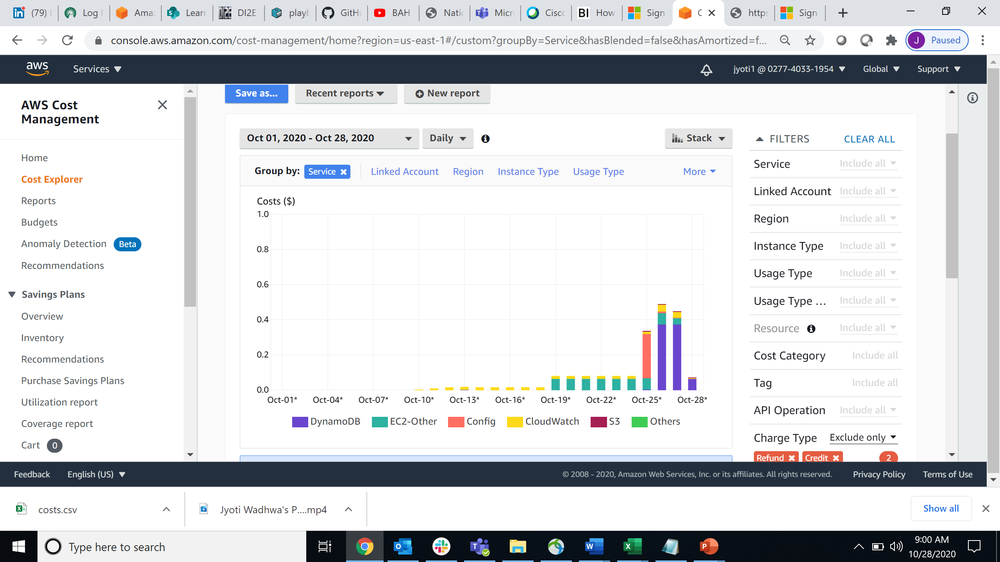 (79)
Log
Ama
Lear
DI2E
play
GitH
BAH
Nati
Micr
Cisc
BI How
Sign
C
https
Sign
console.aws.amazon.com/cost-management/home?region=us-east-1#/custom?groupBy=Service&hasBlended=false&hasAmortized=f...
J Paused
aws
Services
jyoti1 @ 0277-4033-1954
Global
Support
AWS Cost
Management
Home
Cost Explorer
Reports
Budgets
Anomaly Detection Beta
Recommendations
Savings Plans
Overview
Inventory
Recommendations
Purchase Savings Plans
Utilization report
Coverage report
Cart 0
Save as...
Recent reports
New report
Oct 01, 2020 - Oct 28, 2020
Daily
Stack
Group by: Service Linked Account Region Instance Type Usage Type More
Costs ($)
1.0
0.8
0.6
0.4
0.2
0.0
Oct-01* Oct-04* Oct-07* Oct-10* Oct-13* Oct-16* Oct-19* Oct-22* Oct-25* Oct-28*
DynamoDB EC2-Other Config CloudWatch S3 Others
FILTERS CLEAR ALL
Service Include all
Linked Account Include all
Region Include all
Instance Type Include all
Usage Type Include all
Usage Type ... Include all
Resource Include all
Cost Category Include all
Tag Include all
API Operation Include all
Charge Type Exclude only
Refund Credit 2
Feedback
English (US)
© 2008 - 2020, Amazon Web Services, Inc. or its affiliates. All rights reserved.
Privacy Policy
Terms of Use
costs.csv
Jyoti Wadhwa's P....mp4
Show all
Type here to search
9:00 AM
10/28/2020